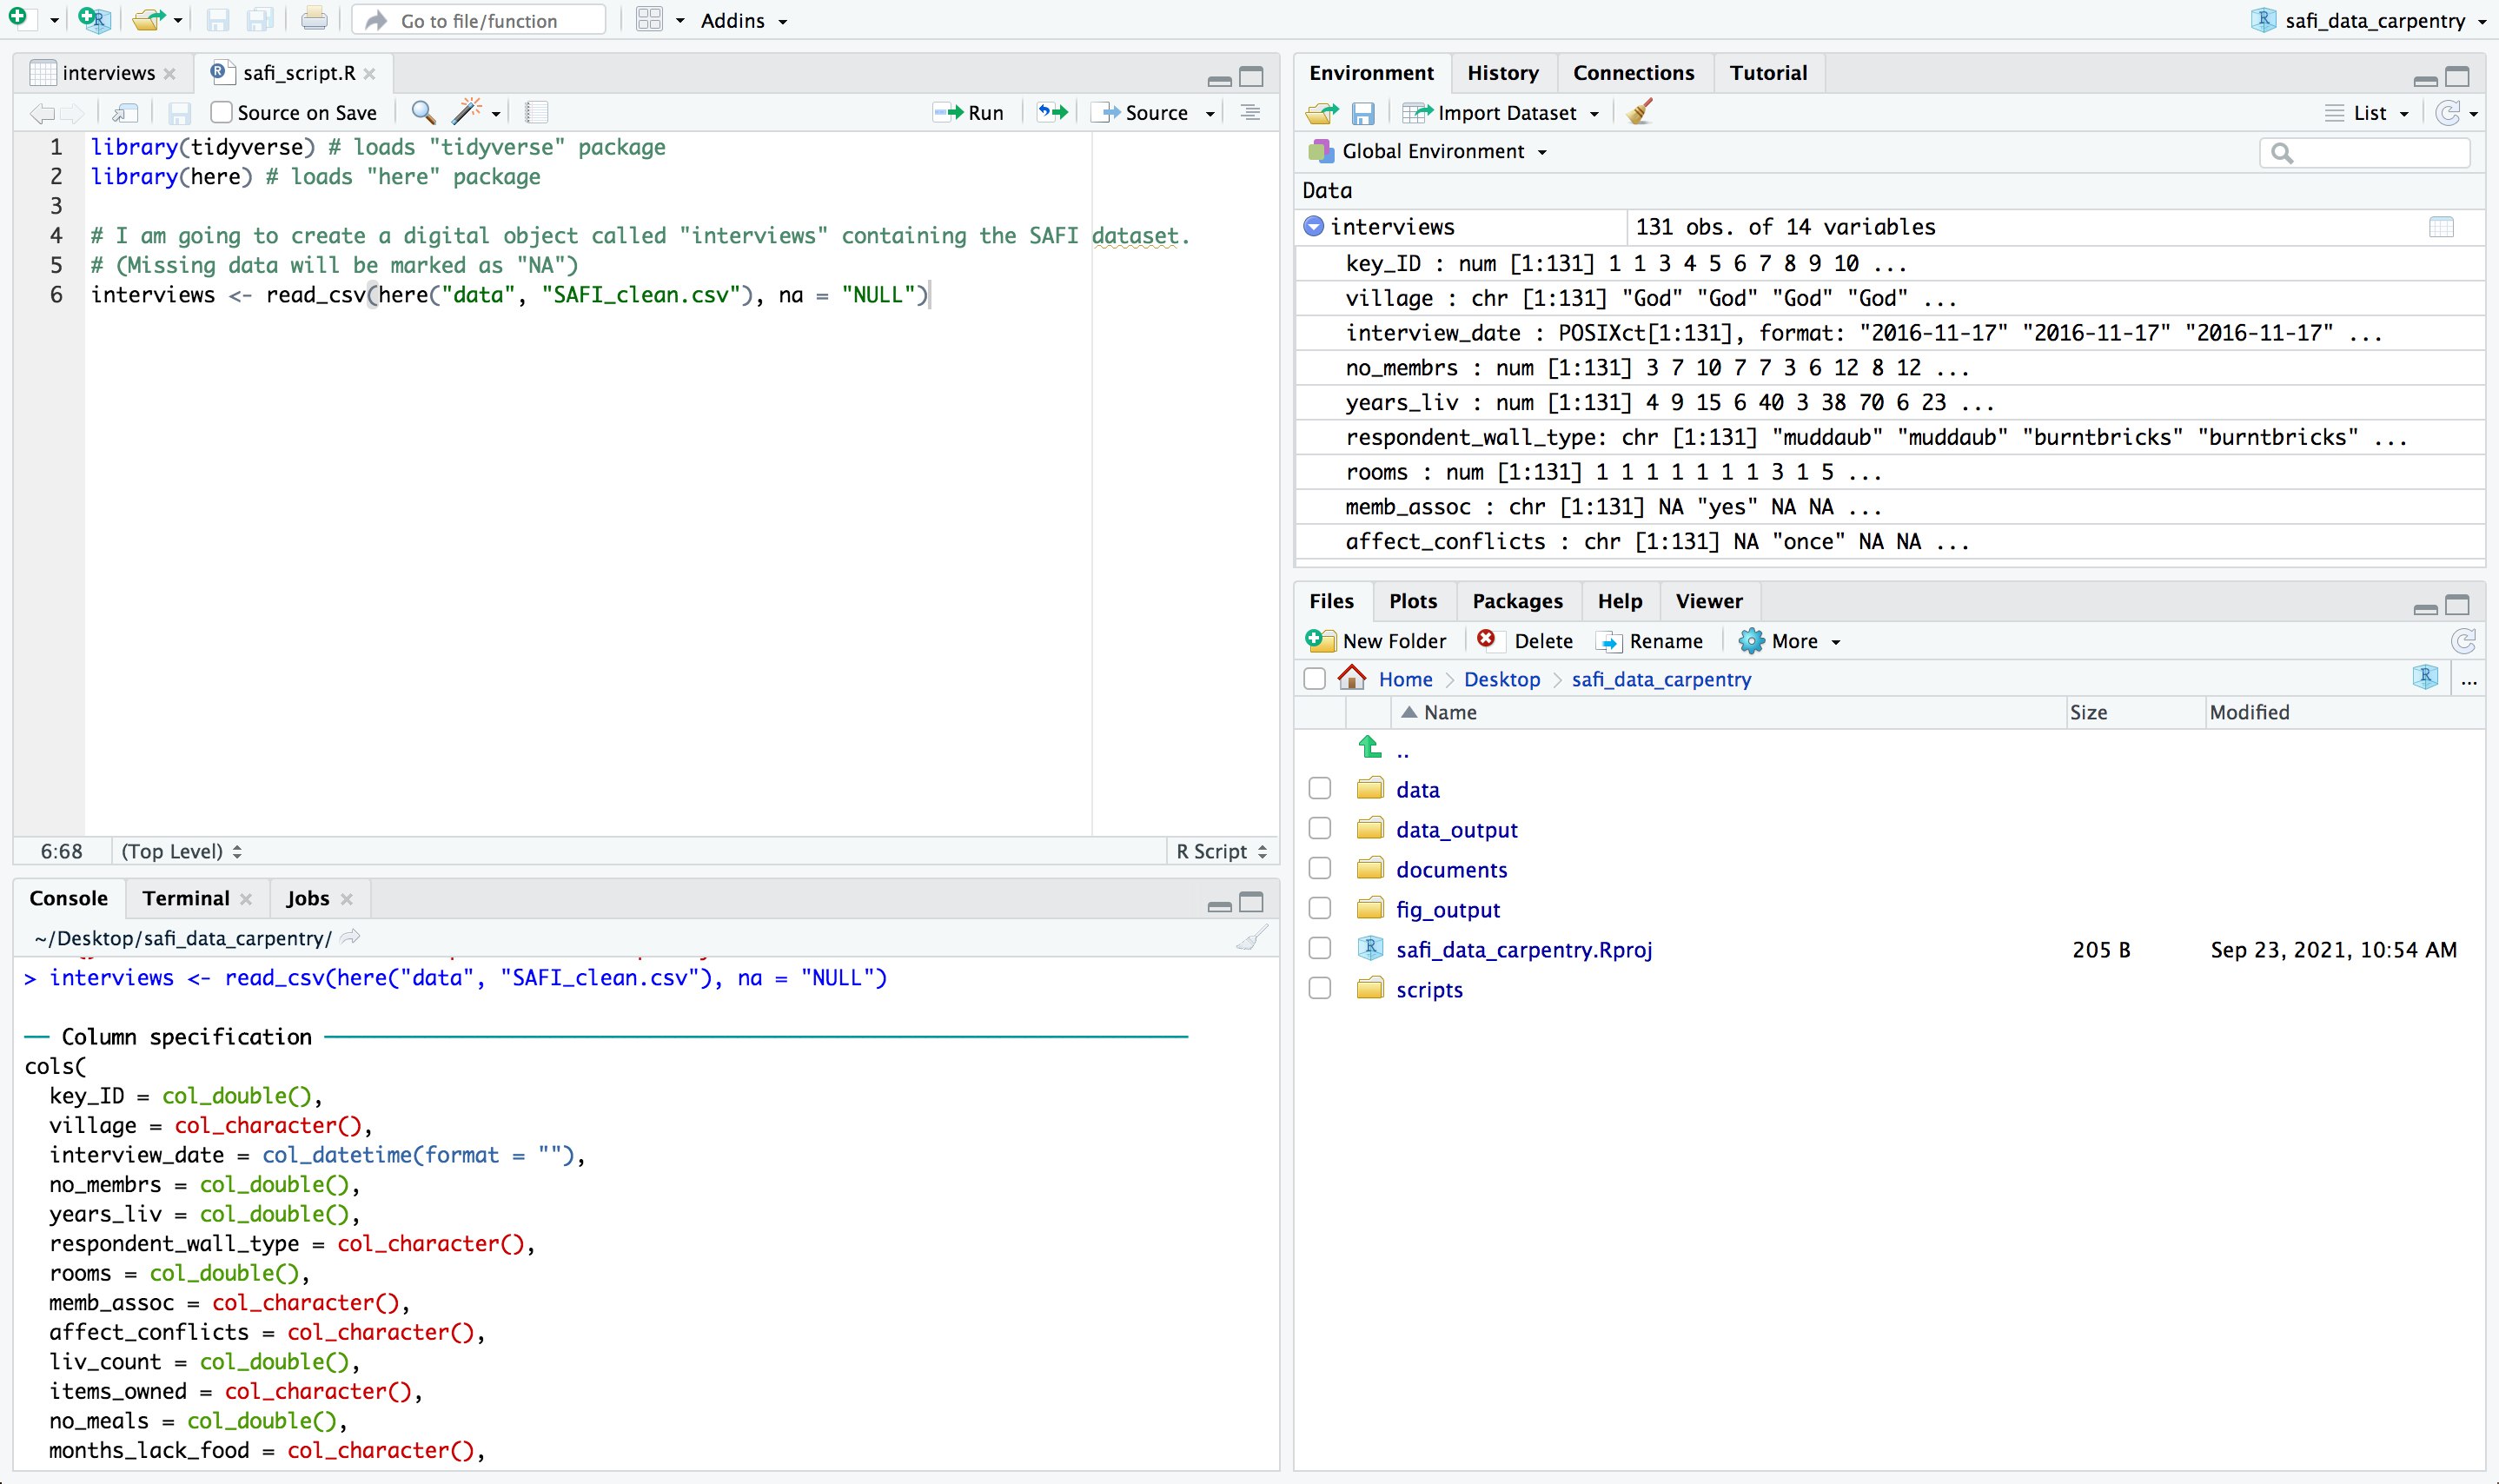 Go to file/function
Addins
safi_data_carpentry
interviews
safi_script.R
Source on Save
Run
Source
1 library(tidyverse) # loads "tidyverse" package
2 library(here) # loads "here" package
3
4 # I am going to create a digital object called "interviews" containing the SAFI dataset.
5 # (Missing data will be marked as "NA")
6 interviews <- read_csv(here("data", "SAFI_clean.csv"), na = "NULL")
6:68 (Top Level) R Script
Console Terminal Jobs
~/Desktop/safi_data_carpentry/
> interviews <- read_csv(here("data", "SAFI_clean.csv"), na = "NULL")
── Column specification ──
cols(
  key_ID = col_double(),
  village = col_character(),
  interview_date = col_datetime(format = ""),
  no_membrs = col_double(),
  years_liv = col_double(),
  respondent_wall_type = col_character(),
  rooms = col_double(),
  memb_assoc = col_character(),
  affect_conflicts = col_character(),
  liv_count = col_double(),
  items_owned = col_character(),
  no_meals = col_double(),
  months_lack_food = col_character(),
Environment History Connections Tutorial
Import Dataset List
Global Environment
Data
interviews 131 obs. of 14 variables
key_ID : num [1:131] 1 1 3 4 5 6 7 8 9 10 ...
village : chr [1:131] "God" "God" "God" "God" ...
interview_date : POSIXct[1:131], format: "2016-11-17" "2016-11-17" "2016-11-17" ...
no_membrs : num [1:131] 3 7 10 7 7 3 6 12 8 12 ...
years_liv : num [1:131] 4 9 15 6 40 3 38 70 6 23 ...
respondent_wall_type: chr [1:131] "muddaub" "muddaub" "burntbricks" "burntbricks" ...
rooms : num [1:131] 1 1 1 1 1 1 1 3 1 5 ...
memb_assoc : chr [1:131] NA "yes" NA NA ...
affect_conflicts : chr [1:131] NA "once" NA NA ...
Files Plots Packages Help Viewer
New Folder Delete Rename More
Home Desktop safi_data_carpentry ...
Name Size Modified
..
data
data_output
documents
fig_output
safi_data_carpentry.Rproj 205 B Sep 23, 2021, 10:54 AM
scripts